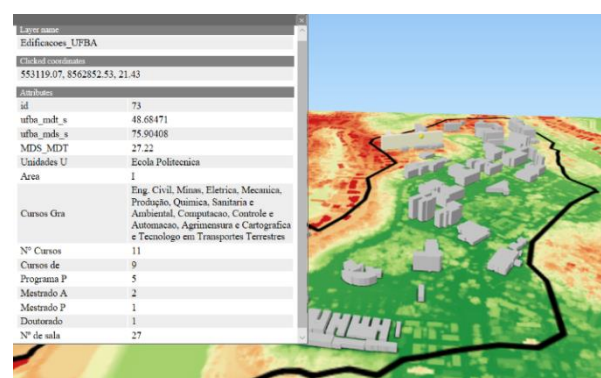 Layer name
Edificacoes_UFBA
Clicked coordinates
553119.07, 8562852.53, 21.43
Attributes
id 73
ufba_mdt_s 48.68471
ufba_mds_s 75.90408
MDS_MDT 27.22
Unidades U Ecola Politecnica
Area I
Cursos Gra Eng. Civil, Minas, Eletrica, Mecanica,
Produção, Quimica, Sanitaria e
Ambiental, Computacao, Controle e
Automacao, Agrimensura e Cartografica
e Tecnologo em Transportes Terrestres
Nº Cursos 11
Cursos de 9
Programa P 5
Mestrado A 2
Mestrado P 1
Doutorado 1
Nº de sala 27